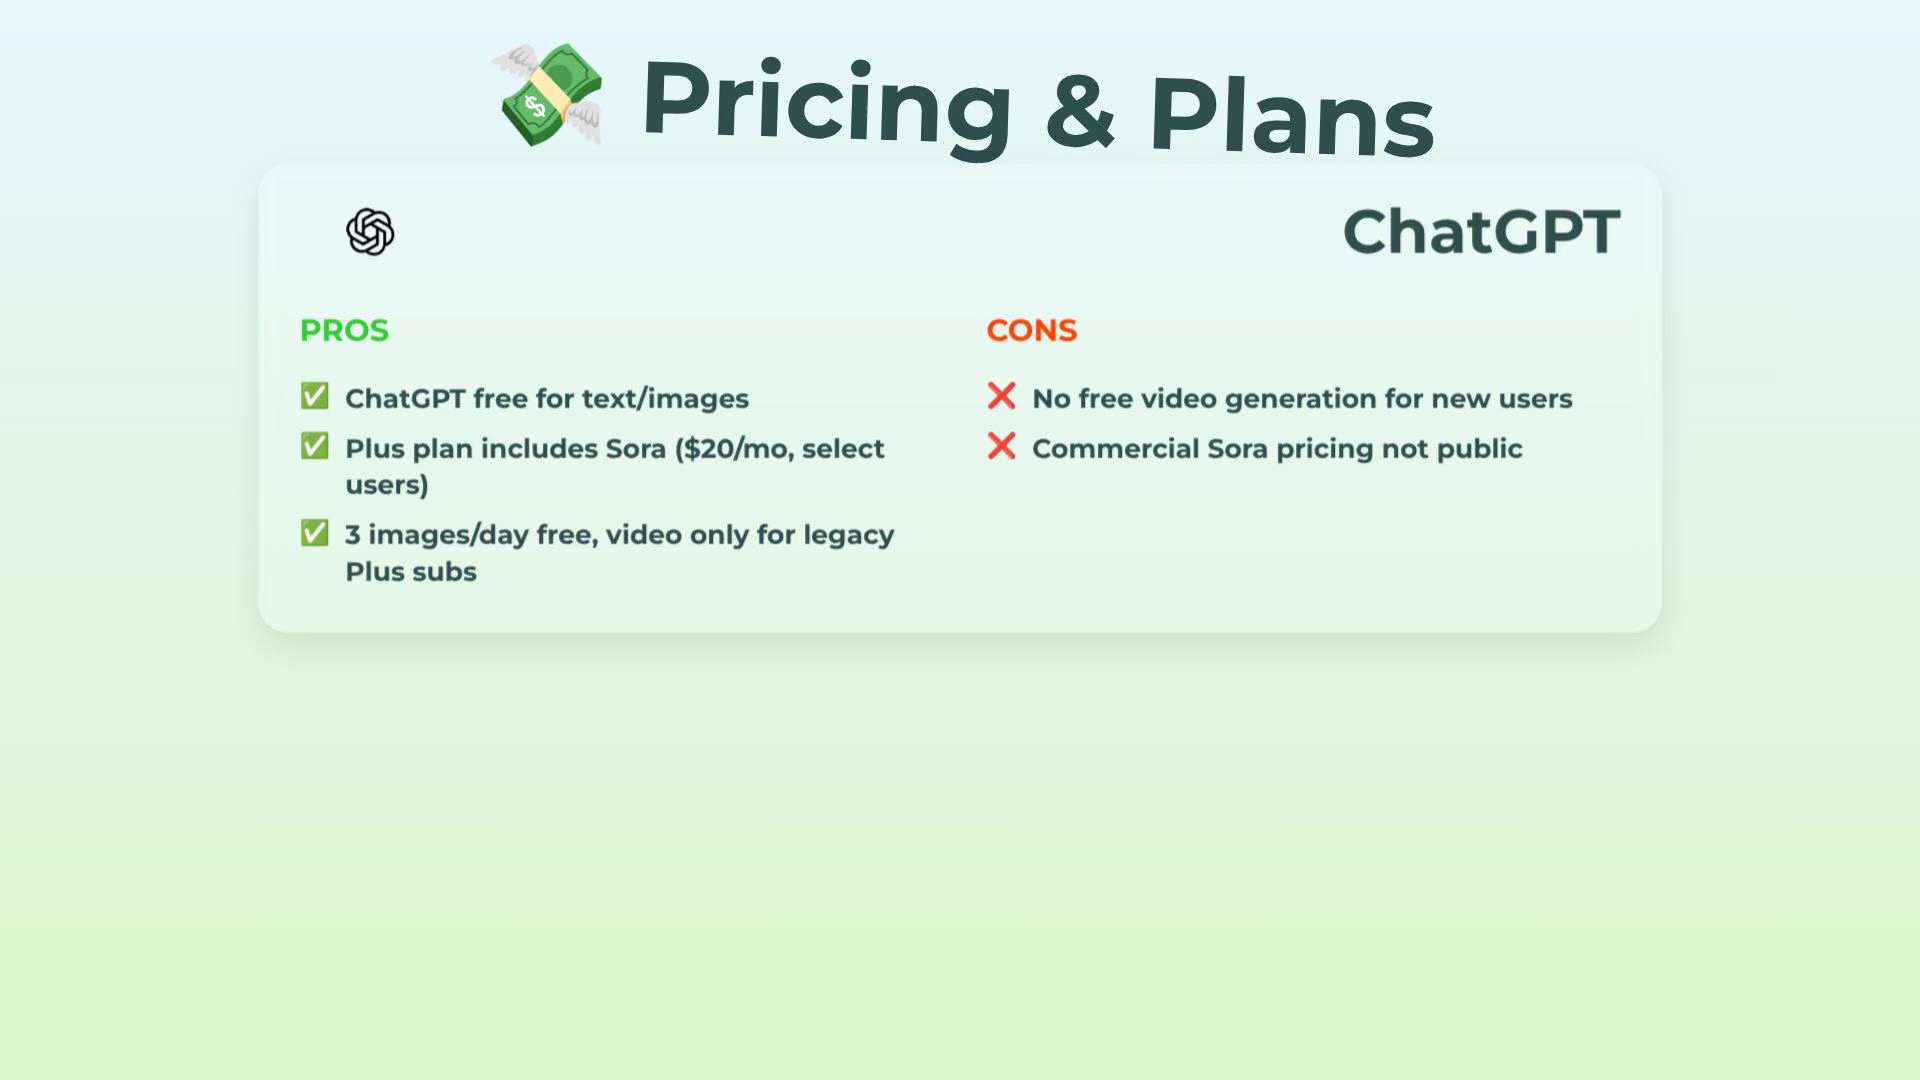 Pricing & Plans
ChatGPT
PROS
ChatGPT free for text/images
Plus plan includes Sora ($20/mo, select
users)
3 images/day free, video only for legacy
Plus subs
CONS
No free video generation for new users
Commercial Sora pricing not public